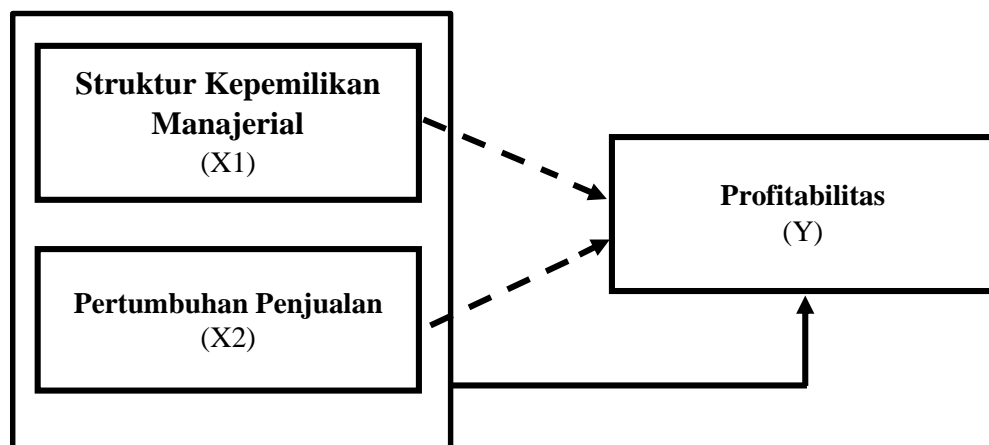 Struktur Kepemilikan
Manajerial
(X1)
Profitabilitas
(Y)
Pertumbuhan Penjualan
(X2)